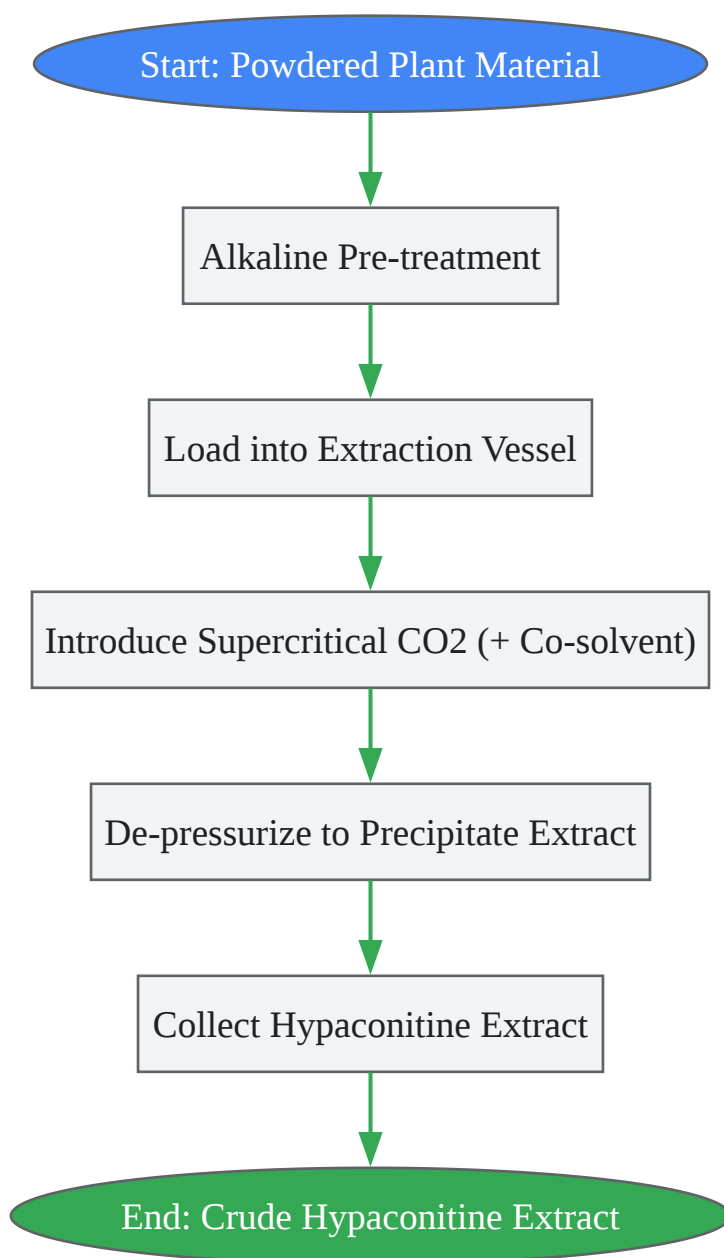 Start: Powdered Plant Material
Alkaline Pre-treatment
Load into Extraction Vessel
Introduce Supercritical CO2 (+ Co-solvent)
De-pressurize to Precipitate Extract
Collect Hypaconitine Extract
End: Crude Hypaconitine Extract